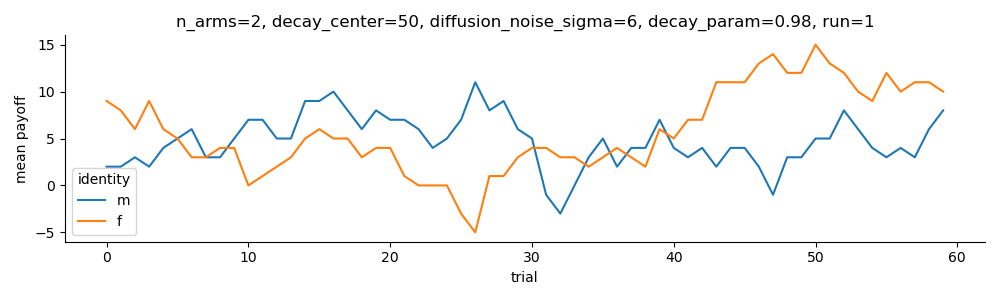 n_arms=2, decay_center=50, diffusion_noise_sigma=6, decay_param=0.98, run=1
mean payoff
15
10
5
0
−5
identity
m
f
0
10
20
30
40
50
60
trial